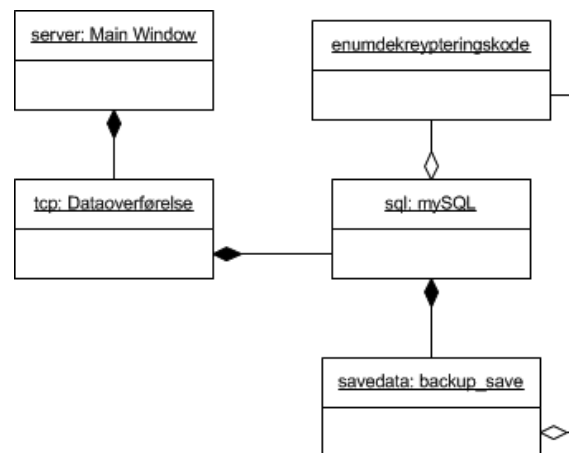 server: Main Window
enumdekreypteringskode
tcp: Dataoverførelse
sql: mySQL
savedata: backup_save